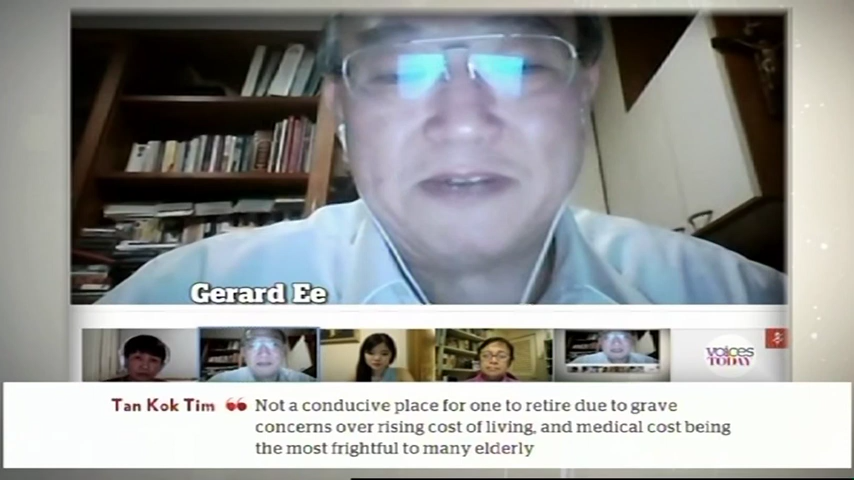 Gerard Ee
VOICES
TODAY
Tan Kok Tim ❝ Not a conducive place for one to retire due to grave
concerns over rising cost of living, and medical cost being
the most frightful to many elderly